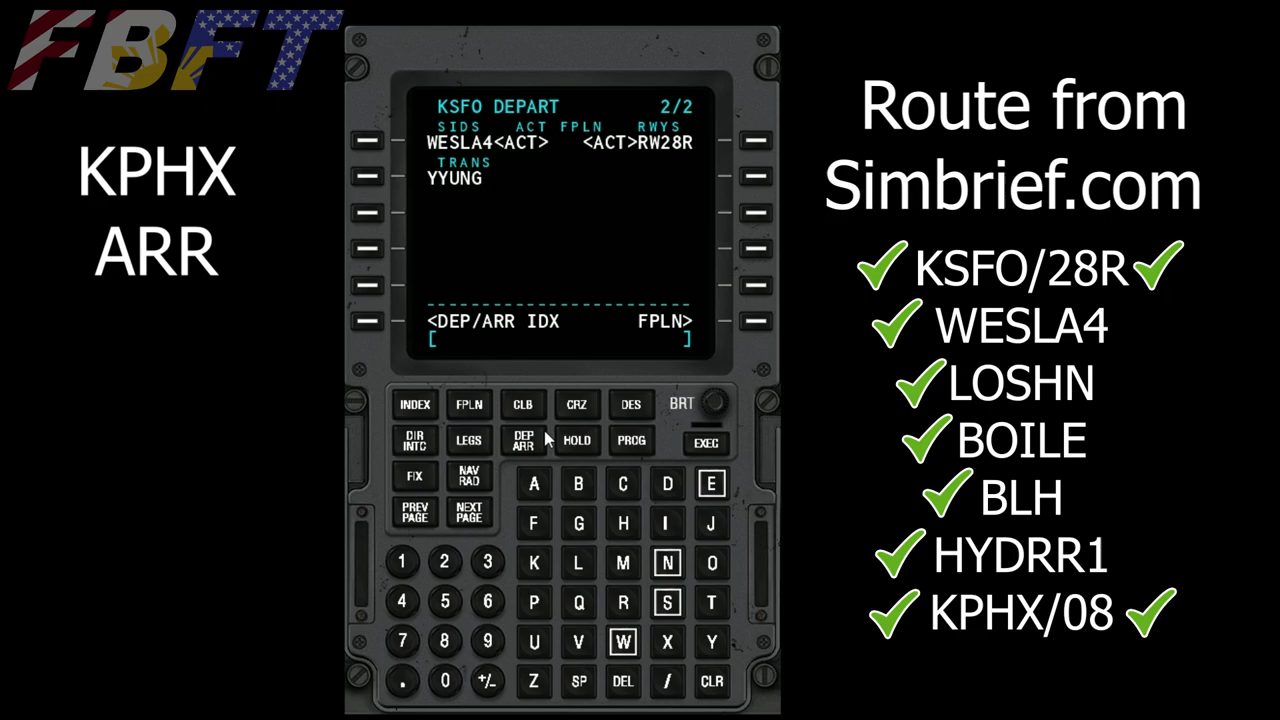 FBFT
KPHX
ARR
KSFO DEPART 2/2
SIDS ACT FPLN RWYS
WESLA4<ACT> <ACT>RW28R
TRANS
YYUNG
<DEP/ARR IDX FPLN>
[ ]
INDEX FPLN CLB CRZ DES BRT
DIR INTC LEGS DEP ARR HOLD PROG EXEC
FIX NAV RAD
PREV PAGE NEXT PAGE
A B C D E
F G H I J
1 2 3 K L M N O
4 5 6 P Q R S T
7 8 9 U V W X Y
. 0 +/- Z SP DEL / CLR
Route from
Simbrief.com
KSFO/28R
WESLA4
LOSHN
BOILE
BLH
HYDRR1
KPHX/08